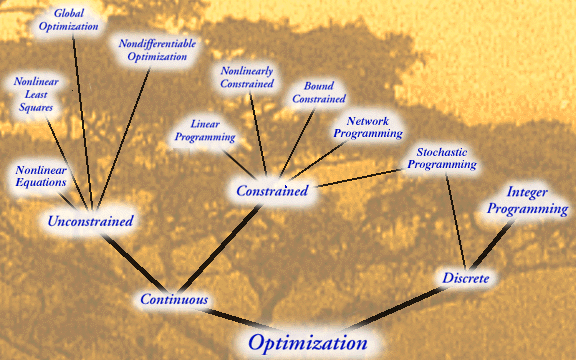 Global
Optimization
Nondifferentiable
Optimization
Nonlinear
Least
Squares
Nonlinearly
Constrained
Bound
Constrained
Linear
Programming
Network
Programming
Stochastic
Programming
Nonlinear
Equations
Constrained
Integer
Programming
Unconstrained
Discrete
Continuous
Optimization